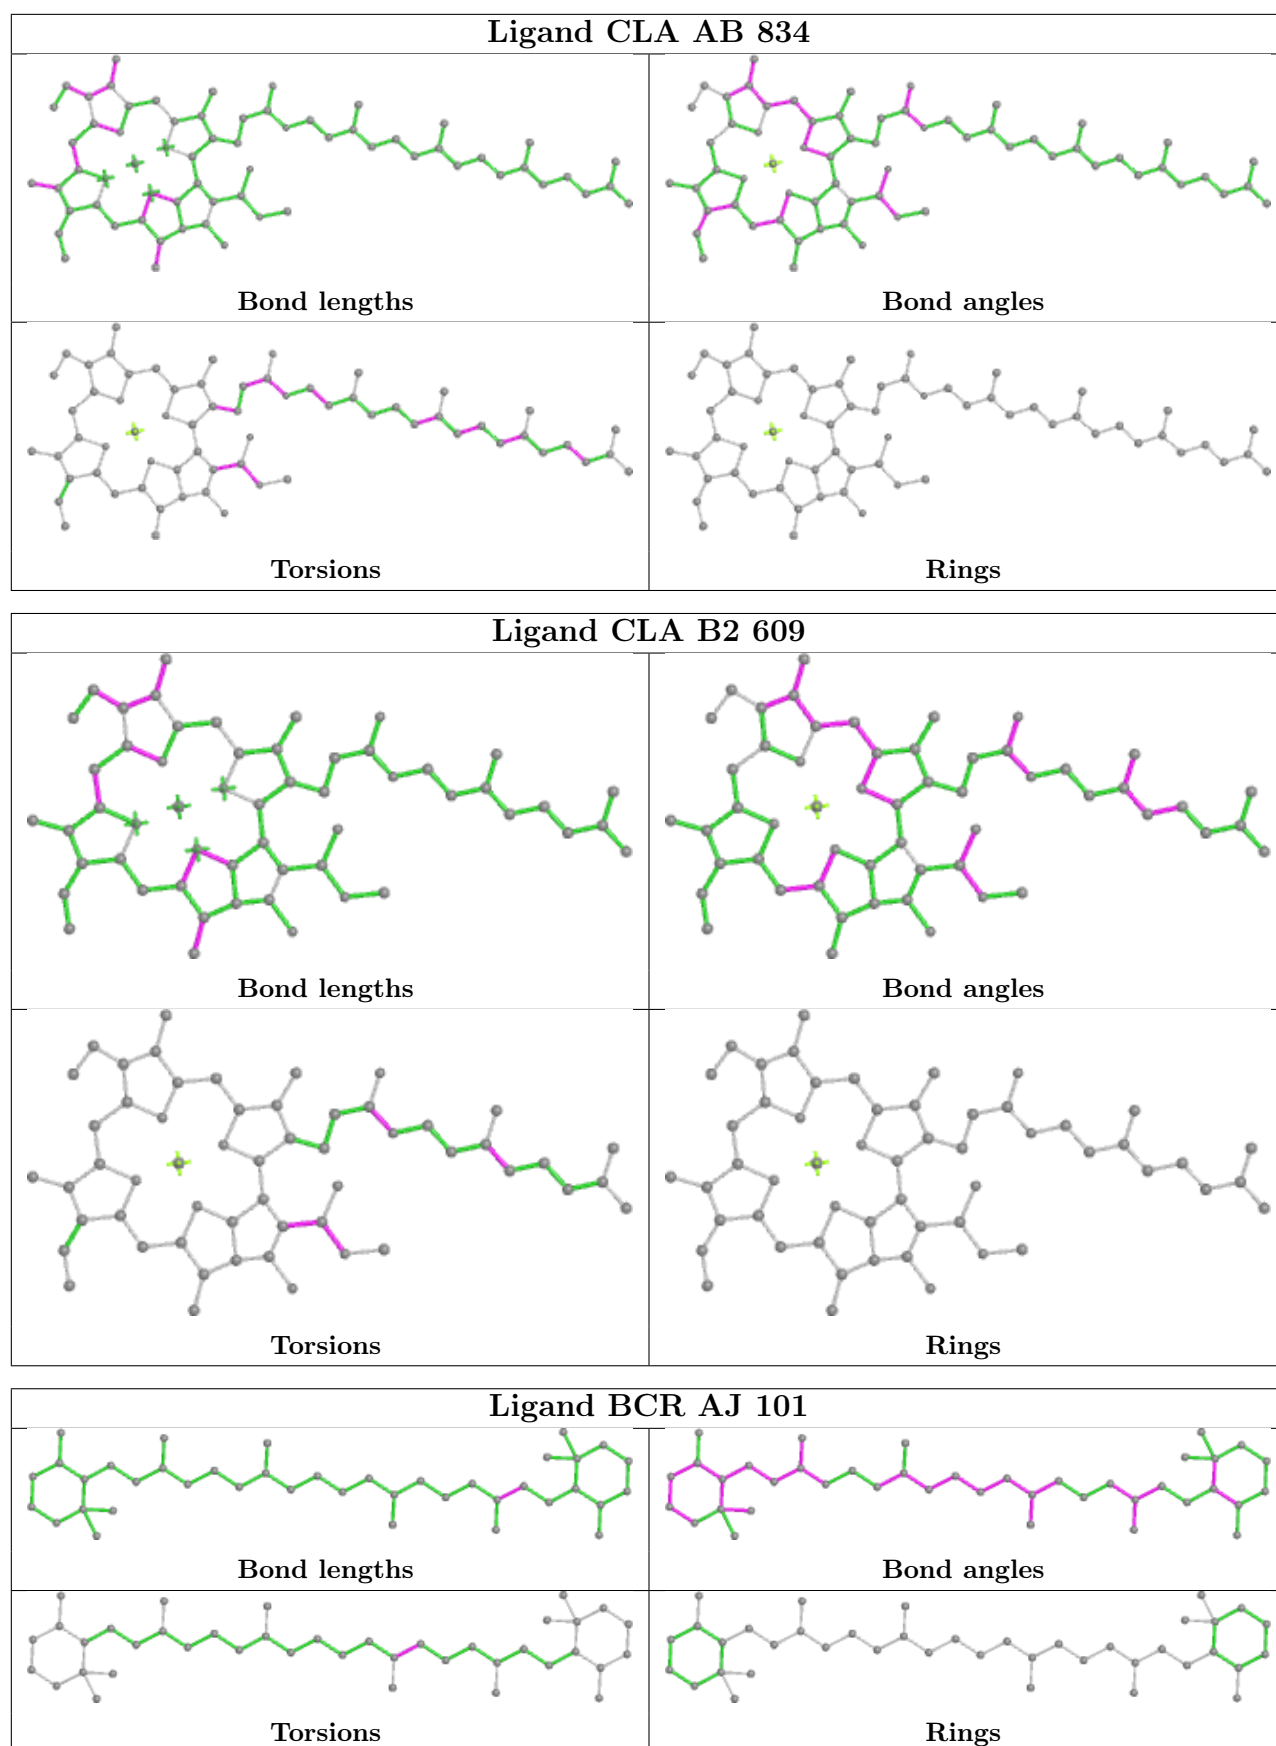 Ligand CLA AB 834
Bond lengths
Bond angles
Torsions
Rings
Ligand CLA B2 609
Bond lengths
Bond angles
Torsions
Rings
Ligand BCR AJ 101
Bond lengths
Bond angles
Torsions
Rings